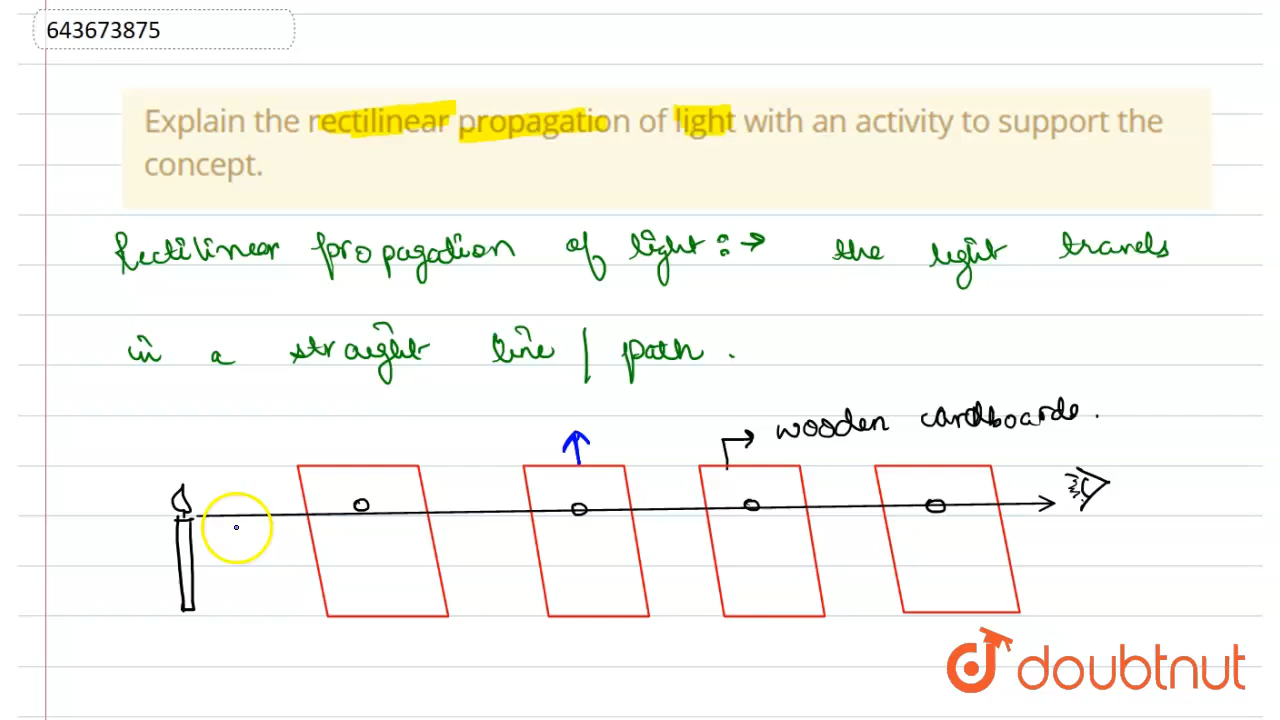 643673875
Explain the rectilinear propagation of light with an activity to support the
concept.
Rectilinear propagation of light :→ the light travels
in a straight line / path .
wooden cardboards .
doubtnut